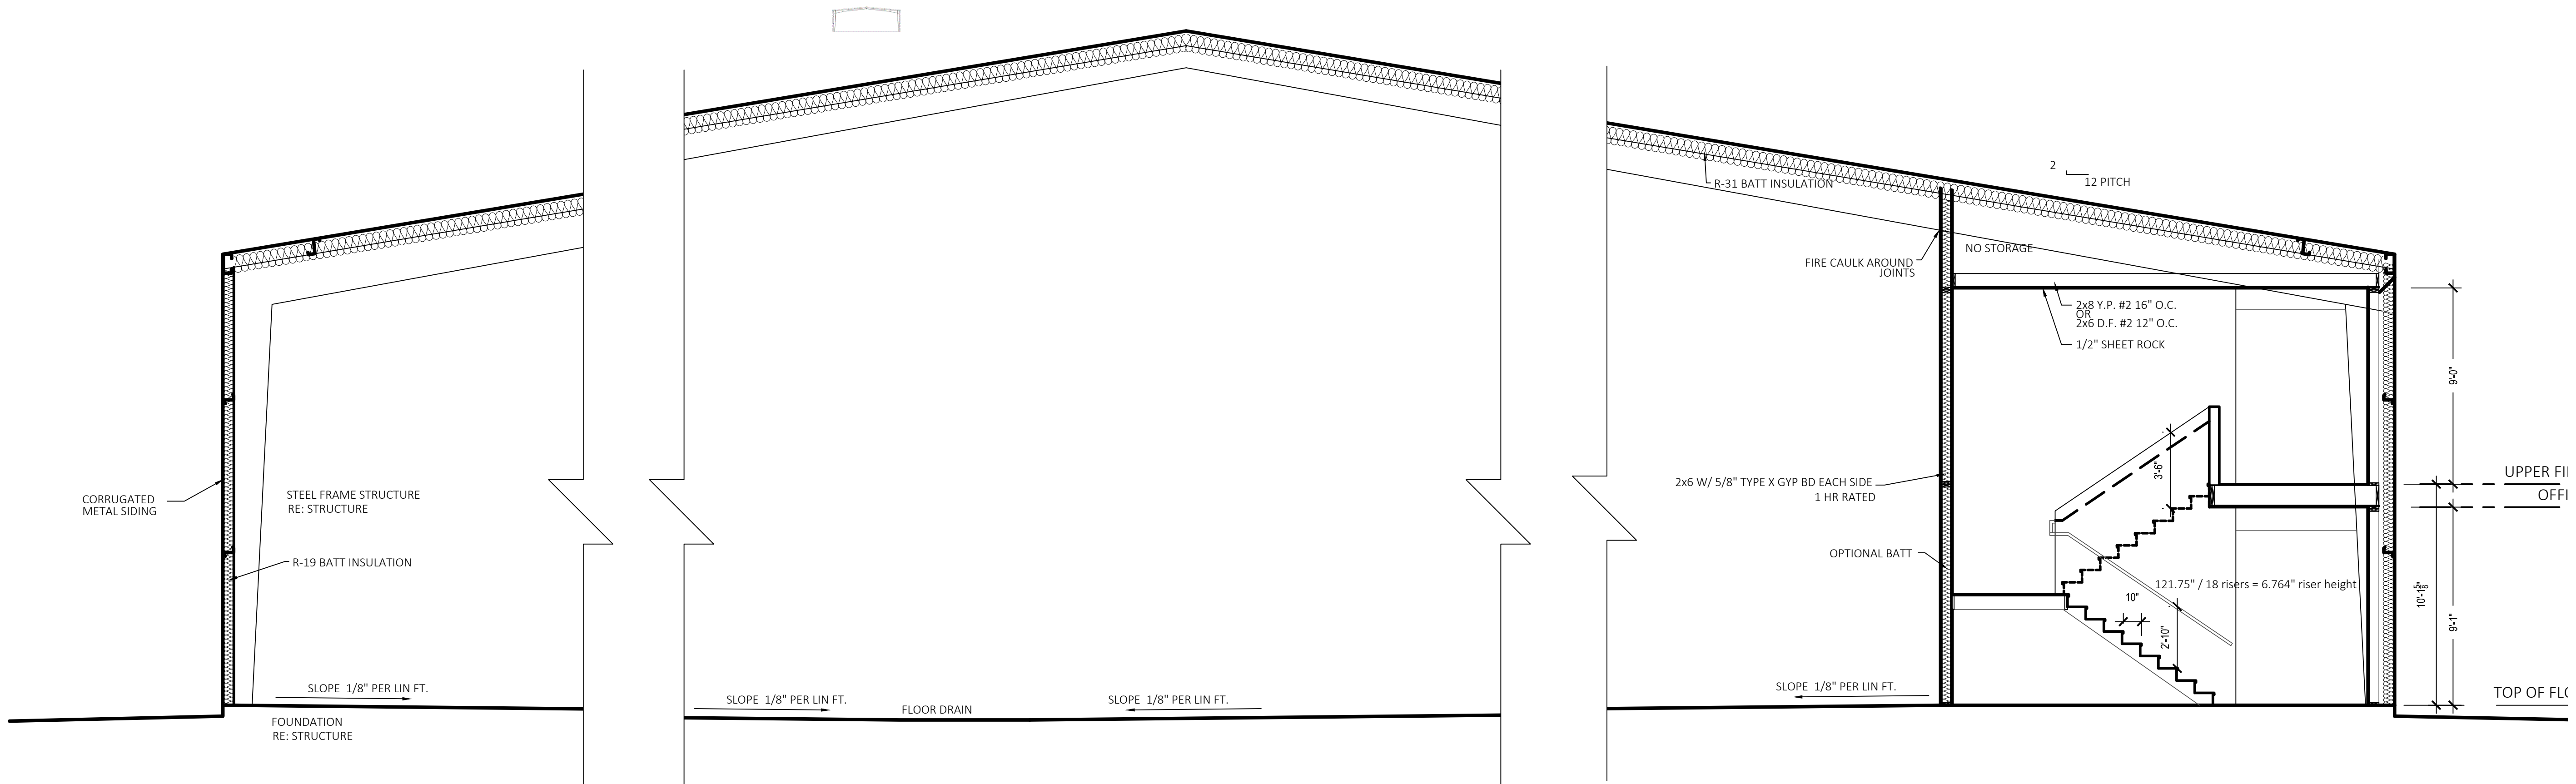 2
12 PITCH
R-31 BATT INSULATION
NO STORAGE
FIRE CAULK AROUND
JOINTS
2x8 Y.P. #2 16" O.C.
OR
2x6 D.F. #2 12" O.C.
1/2" SHEET ROCK
9'-0"
3'-6"
UPPER FI
OFFI
2x6 W/ 5/8" TYPE X GYP BD EACH SIDE
1 HR RATED
CORRUGATED
METAL SIDING
STEEL FRAME STRUCTURE
RE: STRUCTURE
R-19 BATT INSULATION
OPTIONAL BATT
121.75" / 18 risers = 6.764" riser height
10"
2'-10"
10'-1 5/8"
9'-1"
SLOPE 1/8" PER LIN FT.
SLOPE 1/8" PER LIN FT.
FLOOR DRAIN
SLOPE 1/8" PER LIN FT.
SLOPE 1/8" PER LIN FT.
TOP OF FLO
FOUNDATION
RE: STRUCTURE